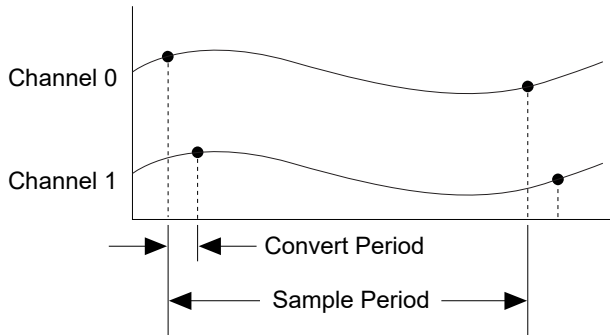 Channel 0
Channel 1
Convert Period
Sample Period